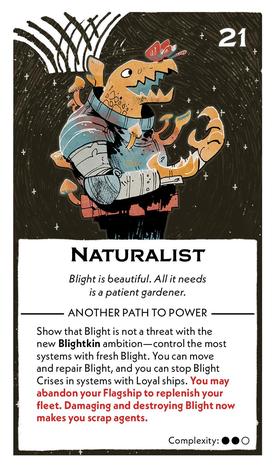 21
NATURALIST
Blight is beautiful. All it needs
is a patient gardener.
ANOTHER PATH TO POWER
Show that Blight is not a threat with the
new Blightkin ambition—control the most
systems with fresh Blight. You can move
and repair Blight, and you can stop Blight
Crises in systems with Loyal ships. You may
abandon your Flagship to replenish your
fleet. Damaging and destroying Blight now
makes you scrap agents.
Complexity: